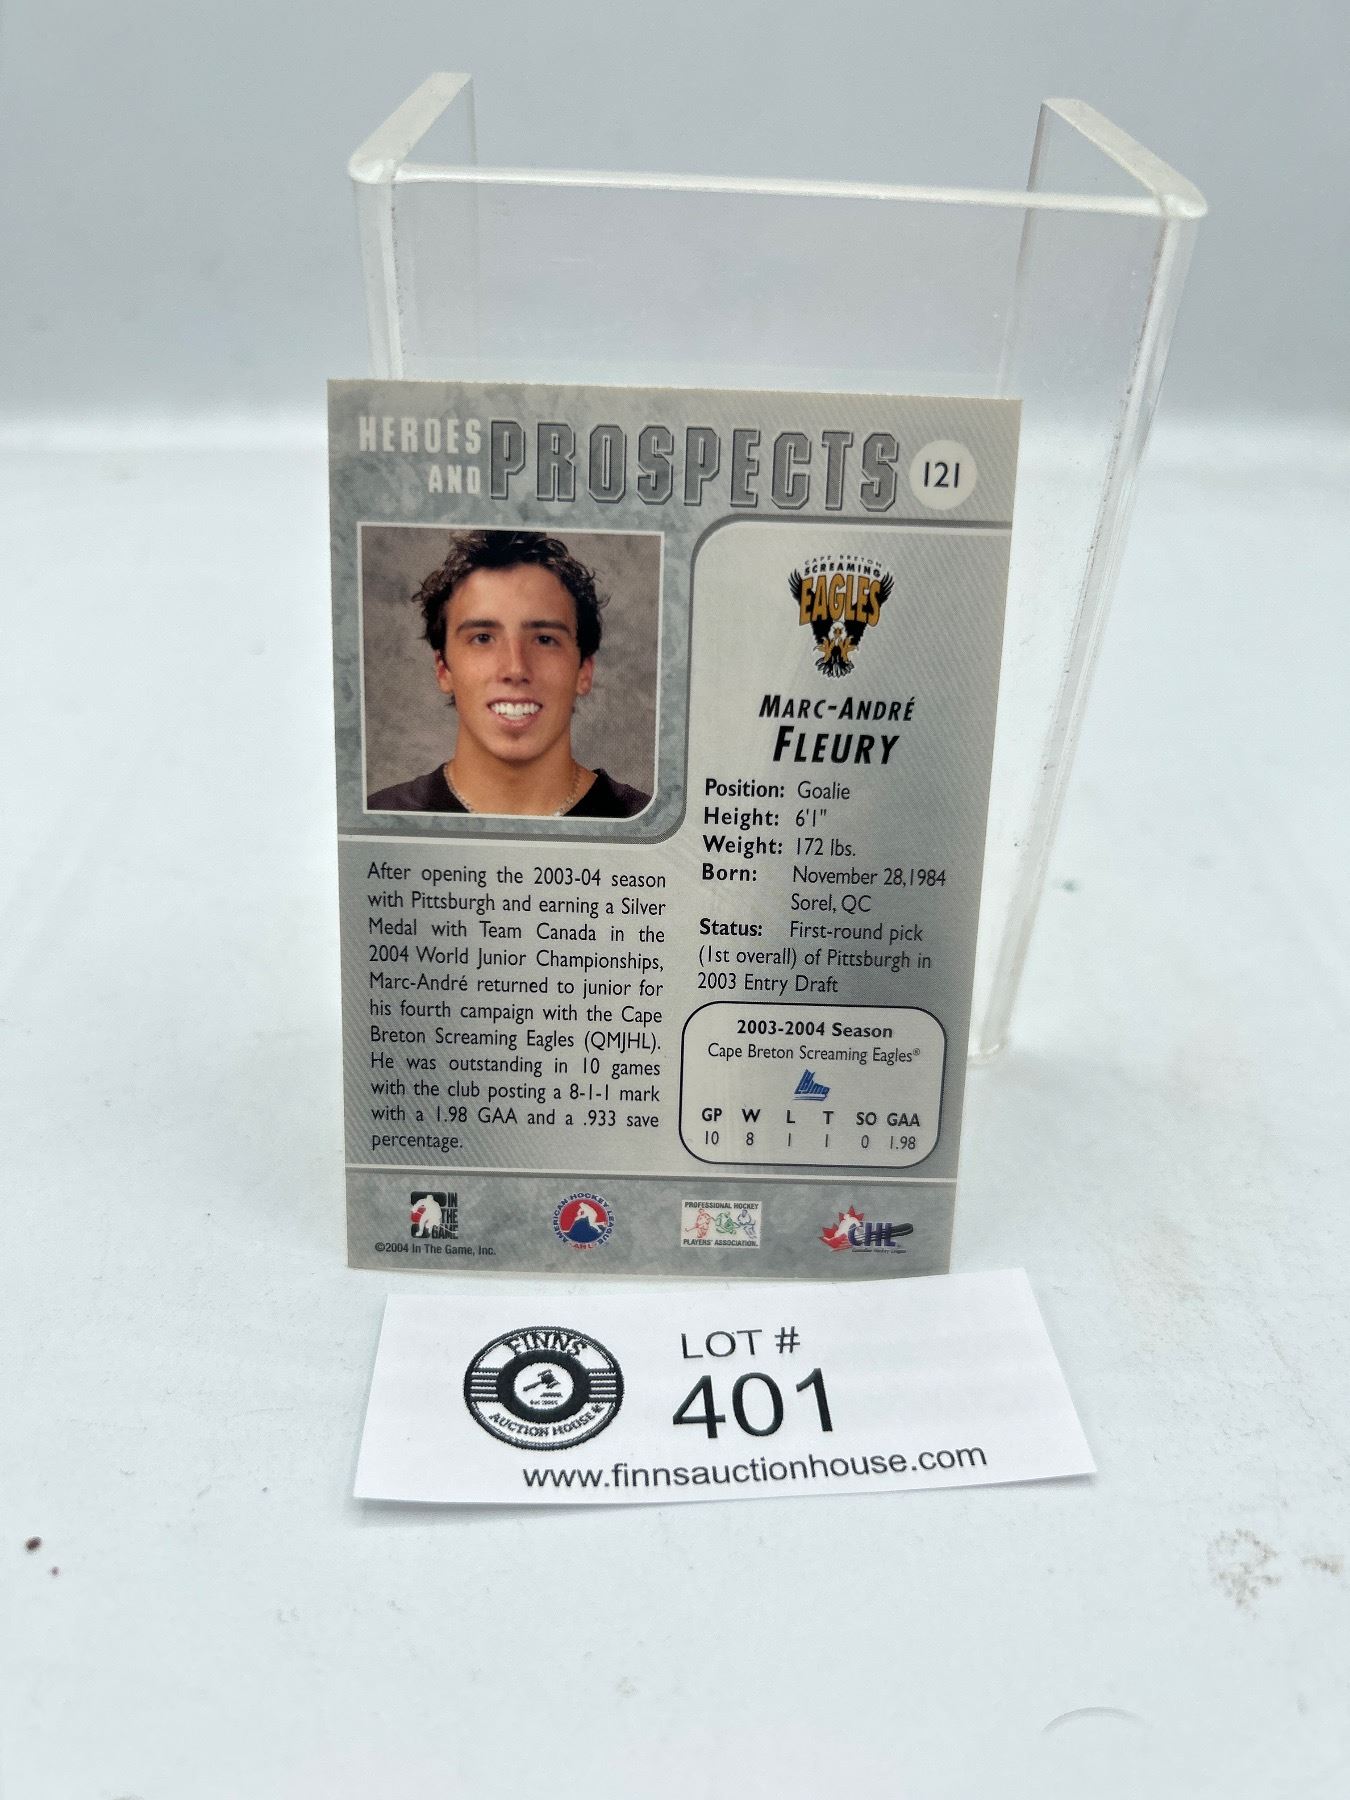 HEROES
AND PROSPECTS 121
CAPE BRETON
SCREAMING
EAGLES
MARC-ANDRÉ
FLEURY
Position: Goalie
Height: 6'1"
Weight: 172 lbs.
Born: November 28,1984
Sorel, QC
Status: First-round pick
(1st overall) of Pittsburgh in
2003 Entry Draft
After opening the 2003-04 season
with Pittsburgh and earning a Silver
Medal with Team Canada in the
2004 World Junior Championships,
Marc-André returned to junior for
his fourth campaign with the Cape
Breton Screaming Eagles (QMJHL).
He was outstanding in 10 games
with the club posting a 8-1-1 mark
with a 1.98 GAA and a .933 save
percentage.
2003-2004 Season
Cape Breton Screaming Eagles®
GP W L T SO GAA
10 8 1 1 0 1.98
IN
THE
GAME
©2004 In The Game, Inc.
AMERICAN HOCKEY LEAGUE
AHL
PROFESSIONAL HOCKEY
PLAYERS' ASSOCIATION
CHL
Canadian Hockey League
FINNS
AUCTION HOUSE
LOT #
401
www.finnsauctionhouse.com